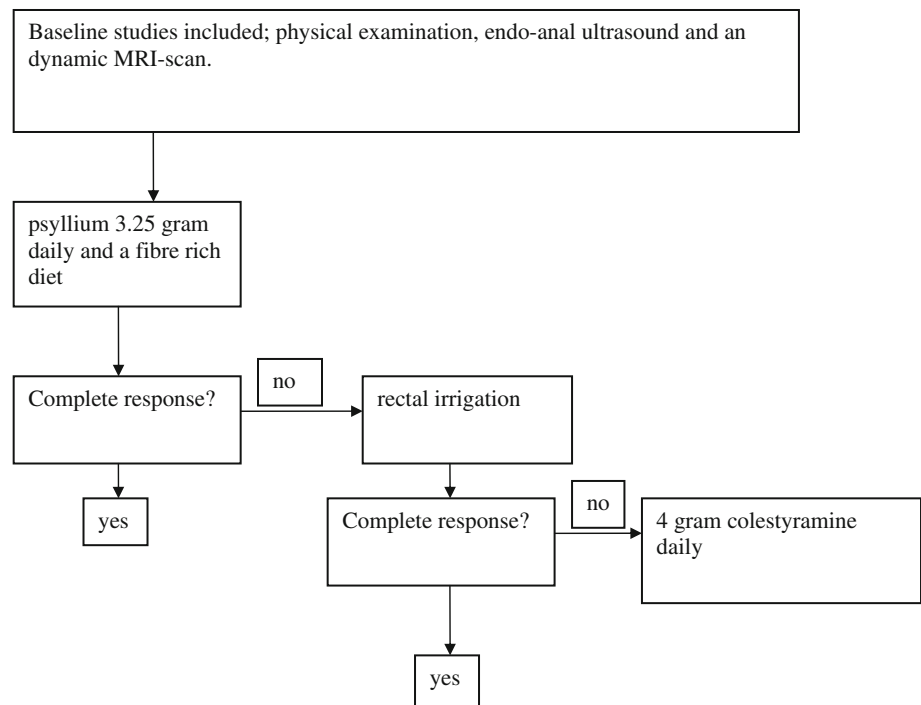 Baseline studies included; physical examination, endo-anal ultrasound and an
dynamic MRI-scan.
psyllium 3.25 gram
daily and a fibre rich
diet
Complete response?
no
rectal irrigation
yes
Complete response?
no
4 gram colestyramine
daily
yes